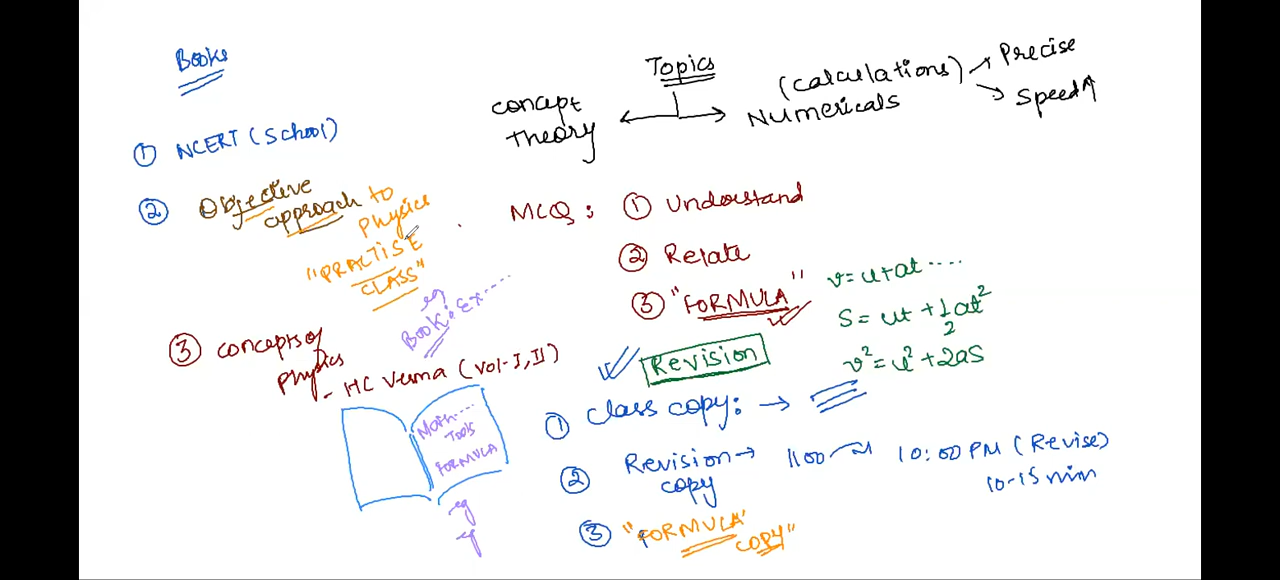 Books
① NCERT (School)
② Objective
approach to
Physics
"PRACTISE
CLASS"
eg
Book: Ex....
③ concepts of
Physics
- HC Verma (Vol-I, II)
Math....
Tools
FORMULA
eg
eg
Topics
concept
theory
(calculations)
Numericals
Precise
Speed↑
MCQ: ① Understand
② Relate
③ "FORMULA"
v = u+at ....
S = ut + 1/2 at²
v² = u² + 2as
Revision
① Class copy: →
② Revision → 10:00 PM (Revise)
copy
10-15 min
③ "FORMULA"
copy"